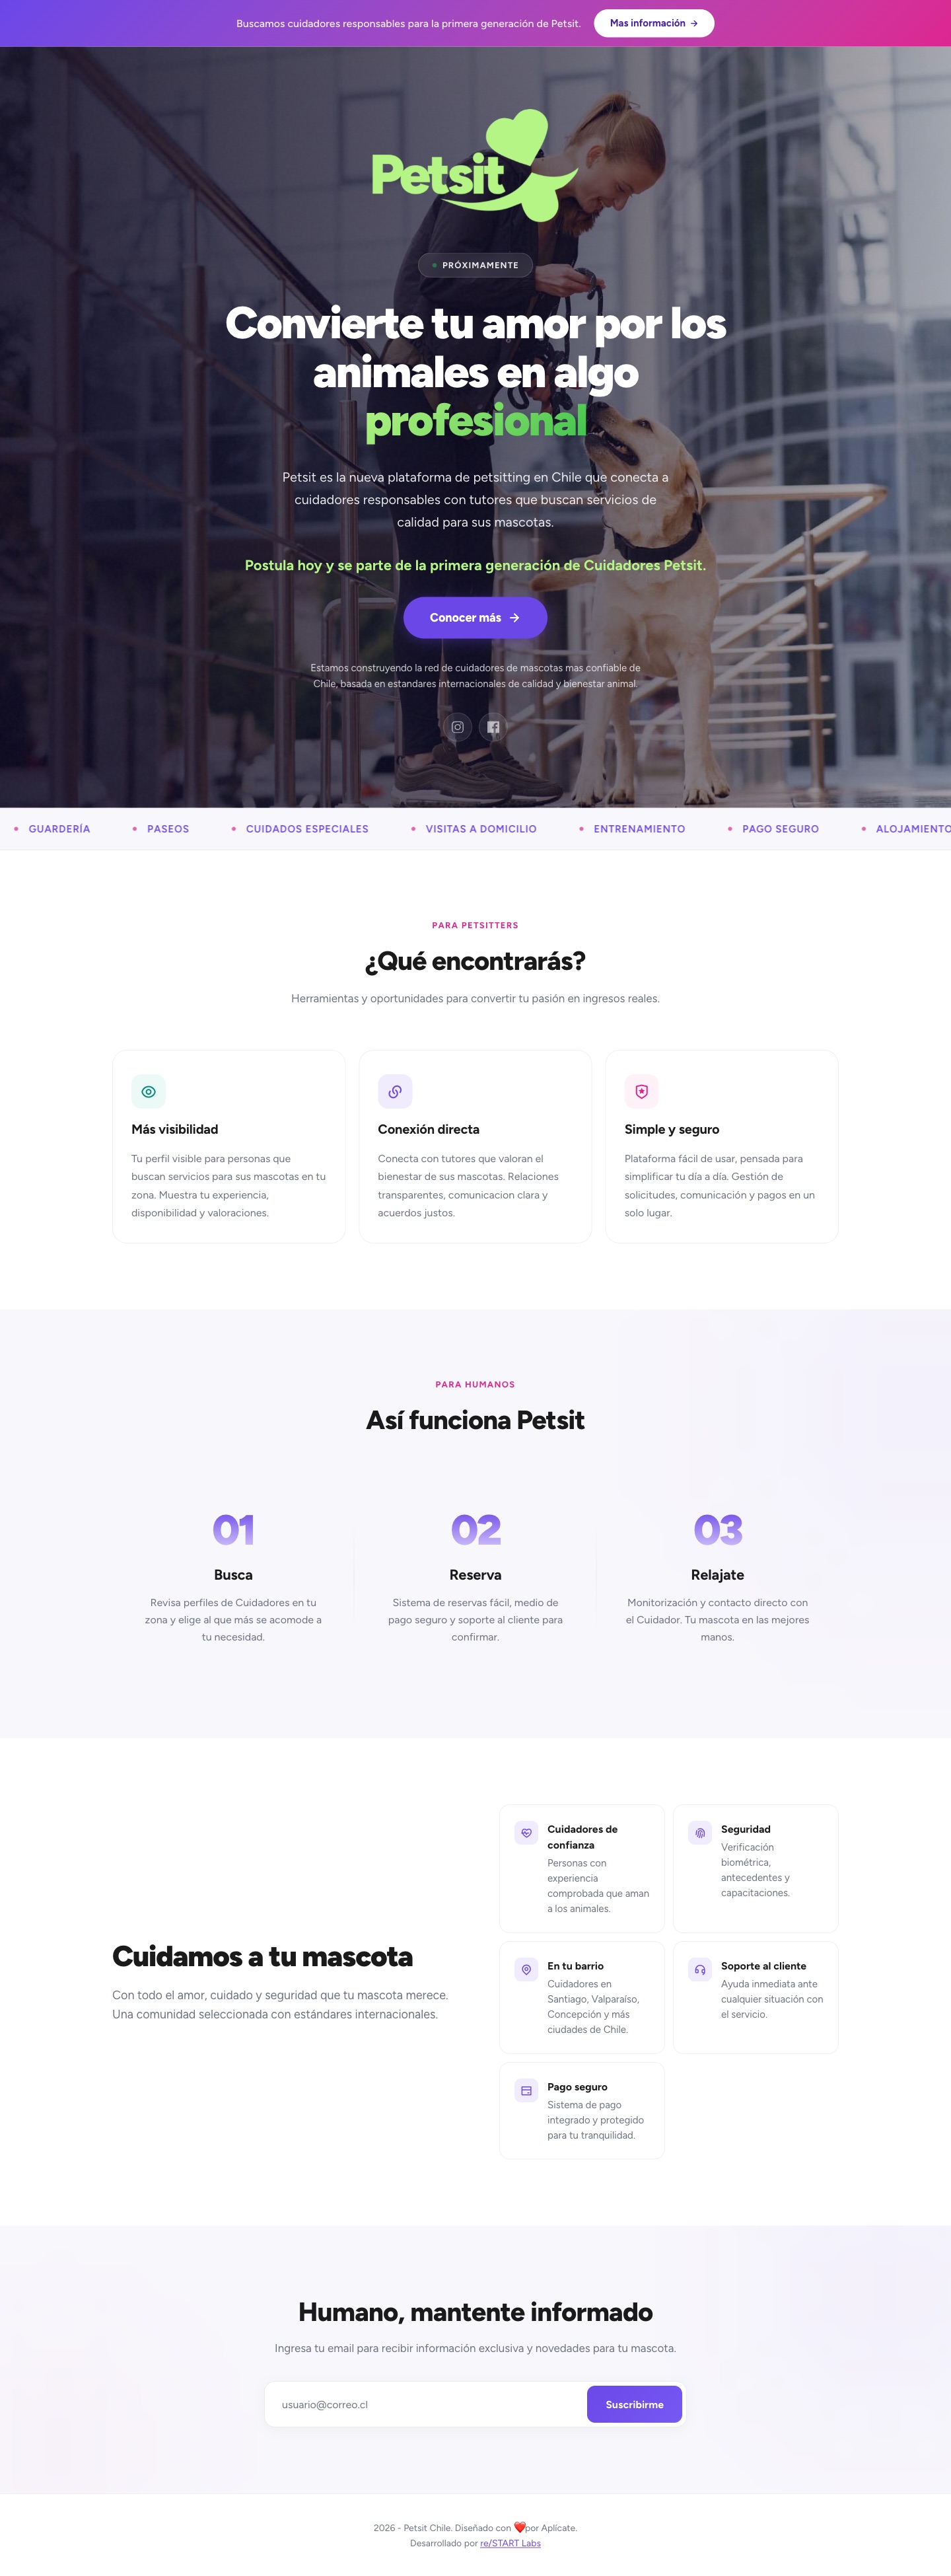 Buscamos cuidadores responsables para la primera generación de Petsit.
Mas información →
Petsit
PRÓXIMAMENTE
Convierte tu amor por los
animales en algo
profesional
Petsit es la nueva plataforma de petsitting en Chile que conecta a
cuidadores responsables con tutores que buscan servicios de
calidad para sus mascotas.
Postula hoy y se parte de la primera generación de Cuidadores Petsit.
Conocer más →
Estamos construyendo la red de cuidadores de mascotas mas confiable de
Chile, basada en estandares internacionales de calidad y bienestar animal.
• GUARDERÍA • PASEOS • CUIDADOS ESPECIALES • VISITAS A DOMICILIO • ENTRENAMIENTO • PAGO SEGURO • ALOJAMIENTO
PARA PETSITTERS
¿Qué encontrarás?
Herramientas y oportunidades para convertir tu pasión en ingresos reales.
Más visibilidad
Tu perfil visible para personas que
buscan servicios para sus mascotas en tu
zona. Muestra tu experiencia,
disponibilidad y valoraciones.
Conexión directa
Conecta con tutores que valoran el
bienestar de sus mascotas. Relaciones
transparentes, comunicacion clara y
acuerdos justos.
Simple y seguro
Plataforma fácil de usar, pensada para
simplificar tu día a día. Gestión de
solicitudes, comunicación y pagos en un
solo lugar.
PARA HUMANOS
Así funciona Petsit
01
Busca
Revisa perfiles de Cuidadores en tu
zona y elige al que más se acomode a
tu necesidad.
02
Reserva
Sistema de reservas fácil, medio de
pago seguro y soporte al cliente para
confirmar.
03
Relajate
Monitorización y contacto directo con
el Cuidador. Tu mascota en las mejores
manos.
Cuidamos a tu mascota
Con todo el amor, cuidado y seguridad que tu mascota merece.
Una comunidad seleccionada con estándares internacionales.
Cuidadores de
confianza
Personas con
experiencia
comprobada que aman
a los animales.
Seguridad
Verificación
biométrica,
antecedentes y
capacitaciones.
En tu barrio
Cuidadores en
Santiago, Valparaíso,
Concepción y más
ciudades de Chile.
Soporte al cliente
Ayuda inmediata ante
cualquier situación con
el servicio.
Pago seguro
Sistema de pago
integrado y protegido
para tu tranquilidad.
Humano, mantente informado
Ingresa tu email para recibir información exclusiva y novedades para tu mascota.
usuario@correo.cl
Suscribirme
2026 - Petsit Chile. Diseñado con ❤️por Aplícate.
Desarrollado por re/START Labs